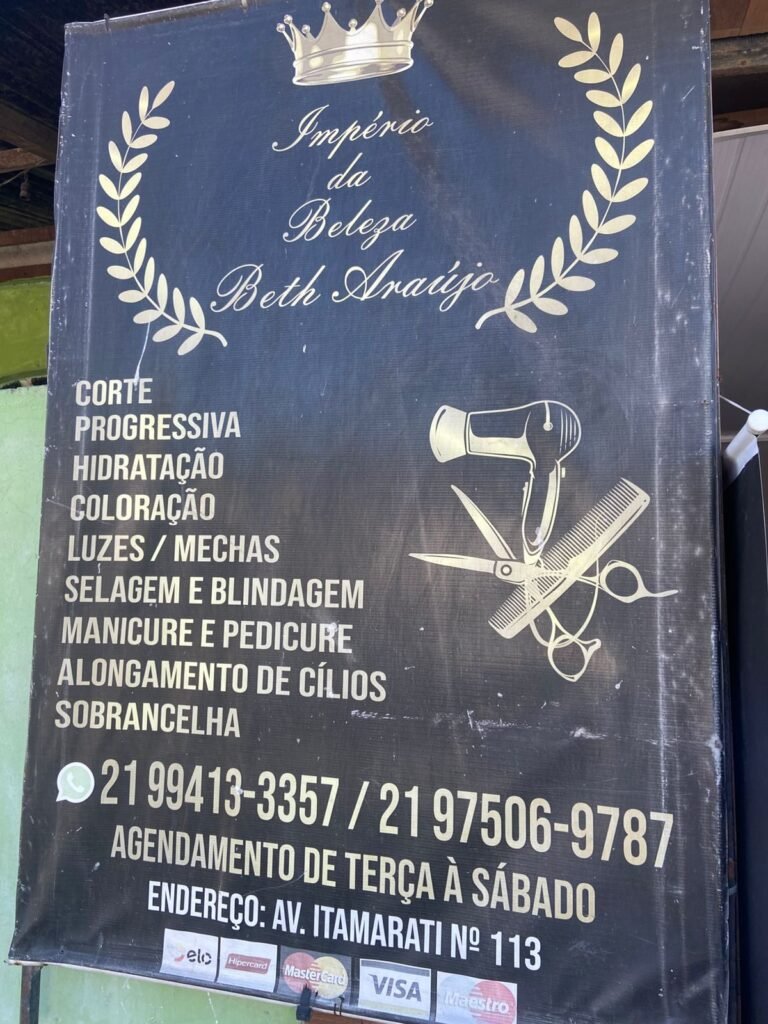 Império
da
Beleza
Beth Araújo
CORTE
PROGRESSIVA
HIDRATAÇÃO
COLORAÇÃO
LUZES / MECHAS
SELAGEM E BLINDAGEM
MANICURE E PEDICURE
ALONGAMENTO DE CÍLIOS
SOBRANCELHA
21 99413-3357 / 21 97506-9787
AGENDAMENTO DE TERÇA À SÁBADO
ENDEREÇO: AV. ITAMARATI Nº 113
elo Hipercard MasterCard VISA Maestro